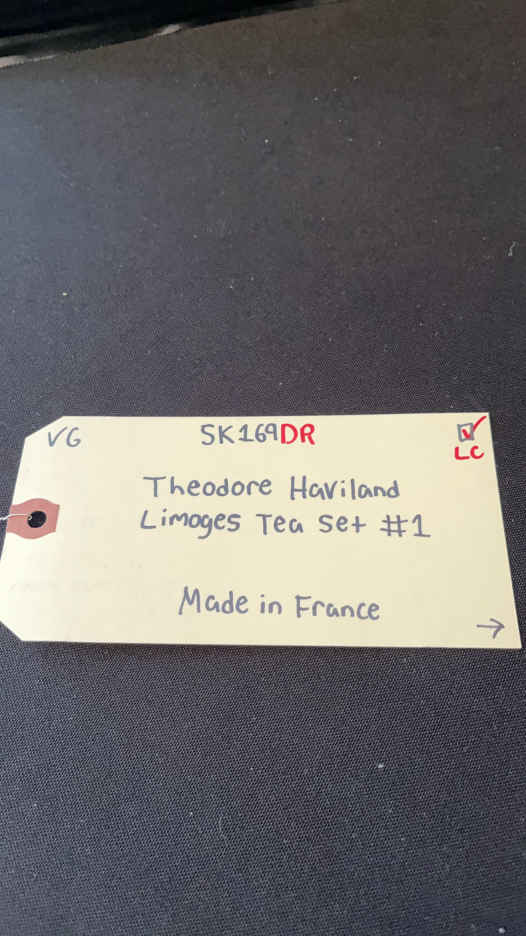 VG SK169DR ☑
LC
Theodore Haviland
Limoges Tea Set #1
Made in France
→